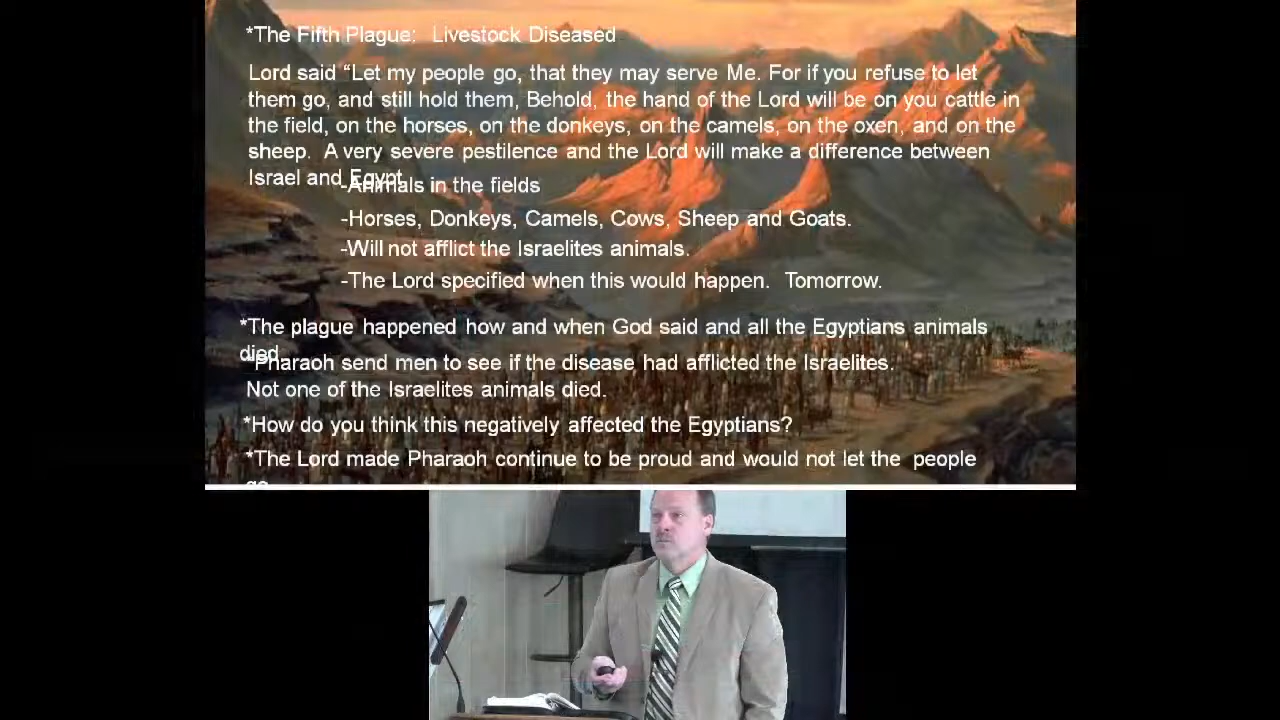 *The Fifth Plague: Livestock Diseased
Lord said “Let my people go, that they may serve Me. For if you refuse to let
them go, and still hold them, Behold, the hand of the Lord will be on you cattle in
the field, on the horses, on the donkeys, on the camels, on the oxen, and on the
sheep. A very severe pestilence and the Lord will make a difference between
Israel and Egypt.
-Animals in the fields
-Horses, Donkeys, Camels, Cows, Sheep and Goats.
-Will not afflict the Israelites animals.
-The Lord specified when this would happen. Tomorrow.
*The plague happened how and when God said and all the Egyptians animals
died.
*Pharaoh send men to see if the disease had afflicted the Israelites.
Not one of the Israelites animals died.
*How do you think this negatively affected the Egyptians?
*The Lord made Pharaoh continue to be proud and would not let the people